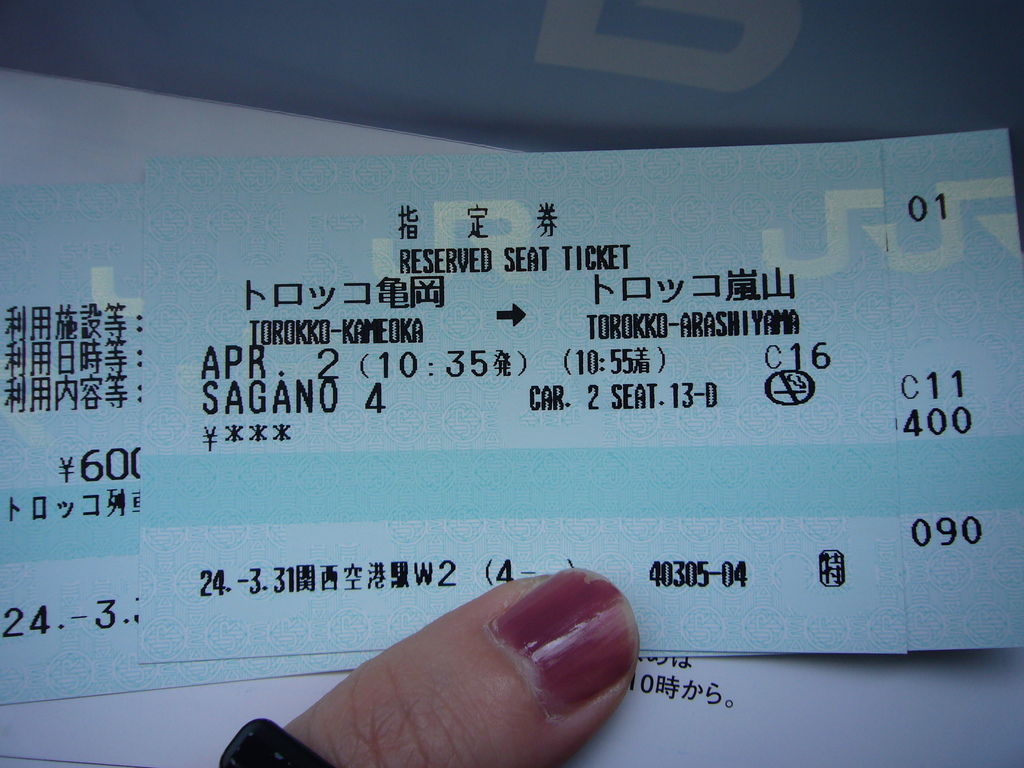 指定券
RESERVED SEAT TICKET
トロッコ亀岡 → トロッコ嵐山
TOROKKO-KAMEOKA TOROKKO-ARASHIYAMA
APR. 2 (10:35発) (10:55着) C16
SAGANO 4 CAR. 2 SEAT.13-D
¥***
24.-3.31関西空港駅W2 (4- ) 40305-04
01
C11
400
090
利用施設等:
利用日時等:
利用内容等:
¥600
トロッコ列車
24.-3.
JR
10時から。